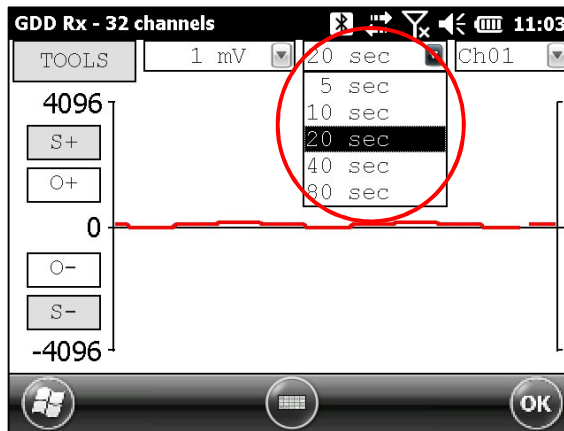 GDD Rx - 32 channels 11:03
TOOLS 1 mV 20 sec Ch01
5 sec
10 sec
20 sec
40 sec
80 sec
4096
S+
O+
0
O-
S-
-4096
OK